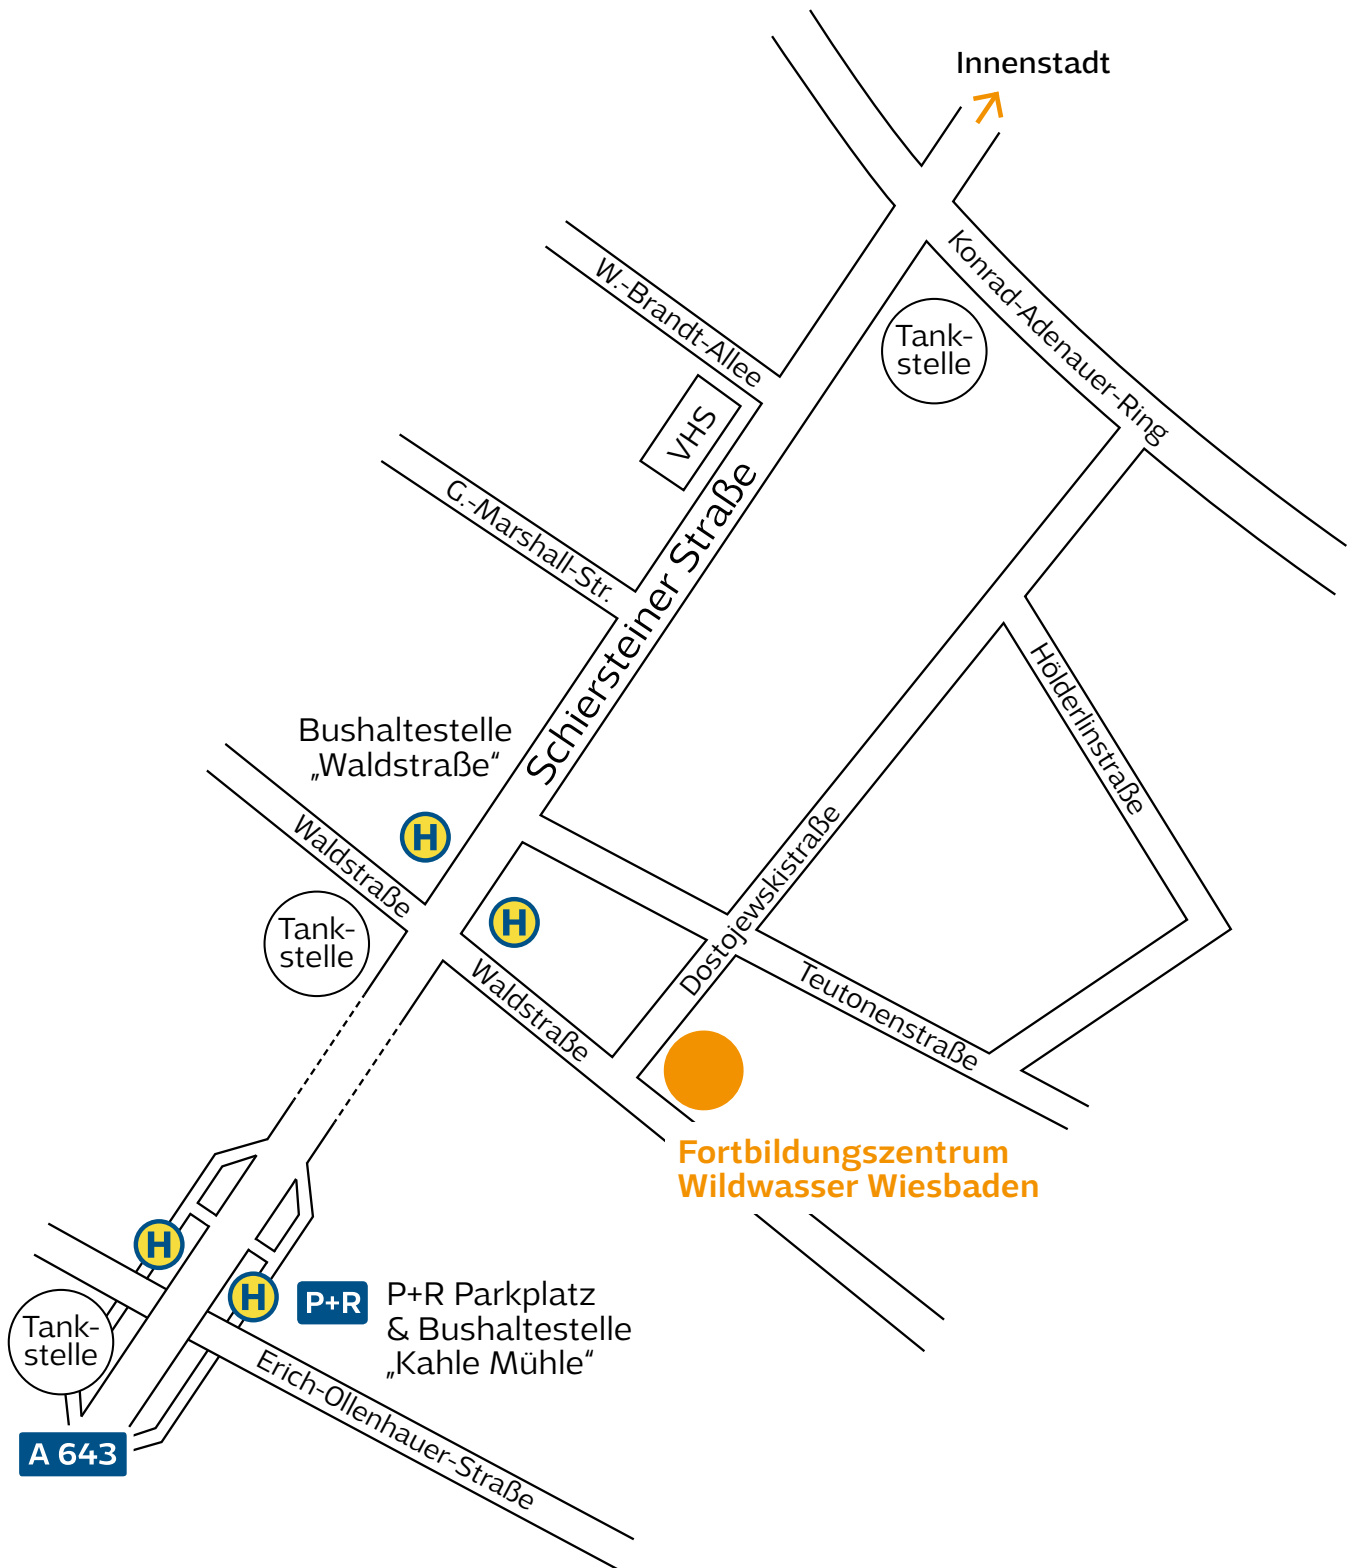 Innenstadt
Konrad-Adenauer-Ring
W.-Brandt-Allee
Tank-
stelle
VHS
G.-Marshall-Str.
Schiersteiner Straße
Hölderlinstraße
Bushaltestelle
„Waldstraße“
H
Waldstraße
Dostojewskistraße
H
Tank-
stelle
Waldstraße
Teutonenstraße
Fortbildungszentrum
Wildwasser Wiesbaden
H
H
P+R
P+R Parkplatz
& Bushaltestelle
„Kahle Mühle“
Tank-
stelle
Erich-Ollenhauer-Straße
A 643